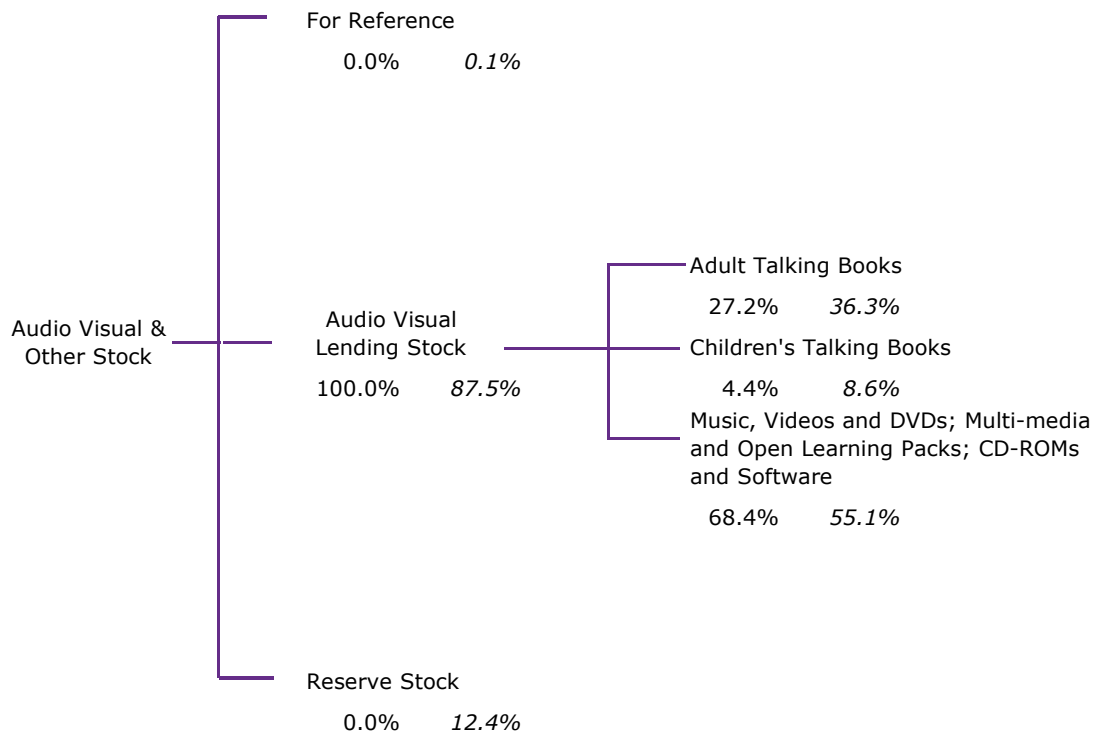 For Reference
0.0% 0.1%
Audio Visual &
Other Stock
Audio Visual
Lending Stock
100.0% 87.5%
Adult Talking Books
27.2% 36.3%
Children's Talking Books
4.4% 8.6%
Music, Videos and DVDs; Multi-media
and Open Learning Packs; CD-ROMs
and Software
68.4% 55.1%
Reserve Stock
0.0% 12.4%